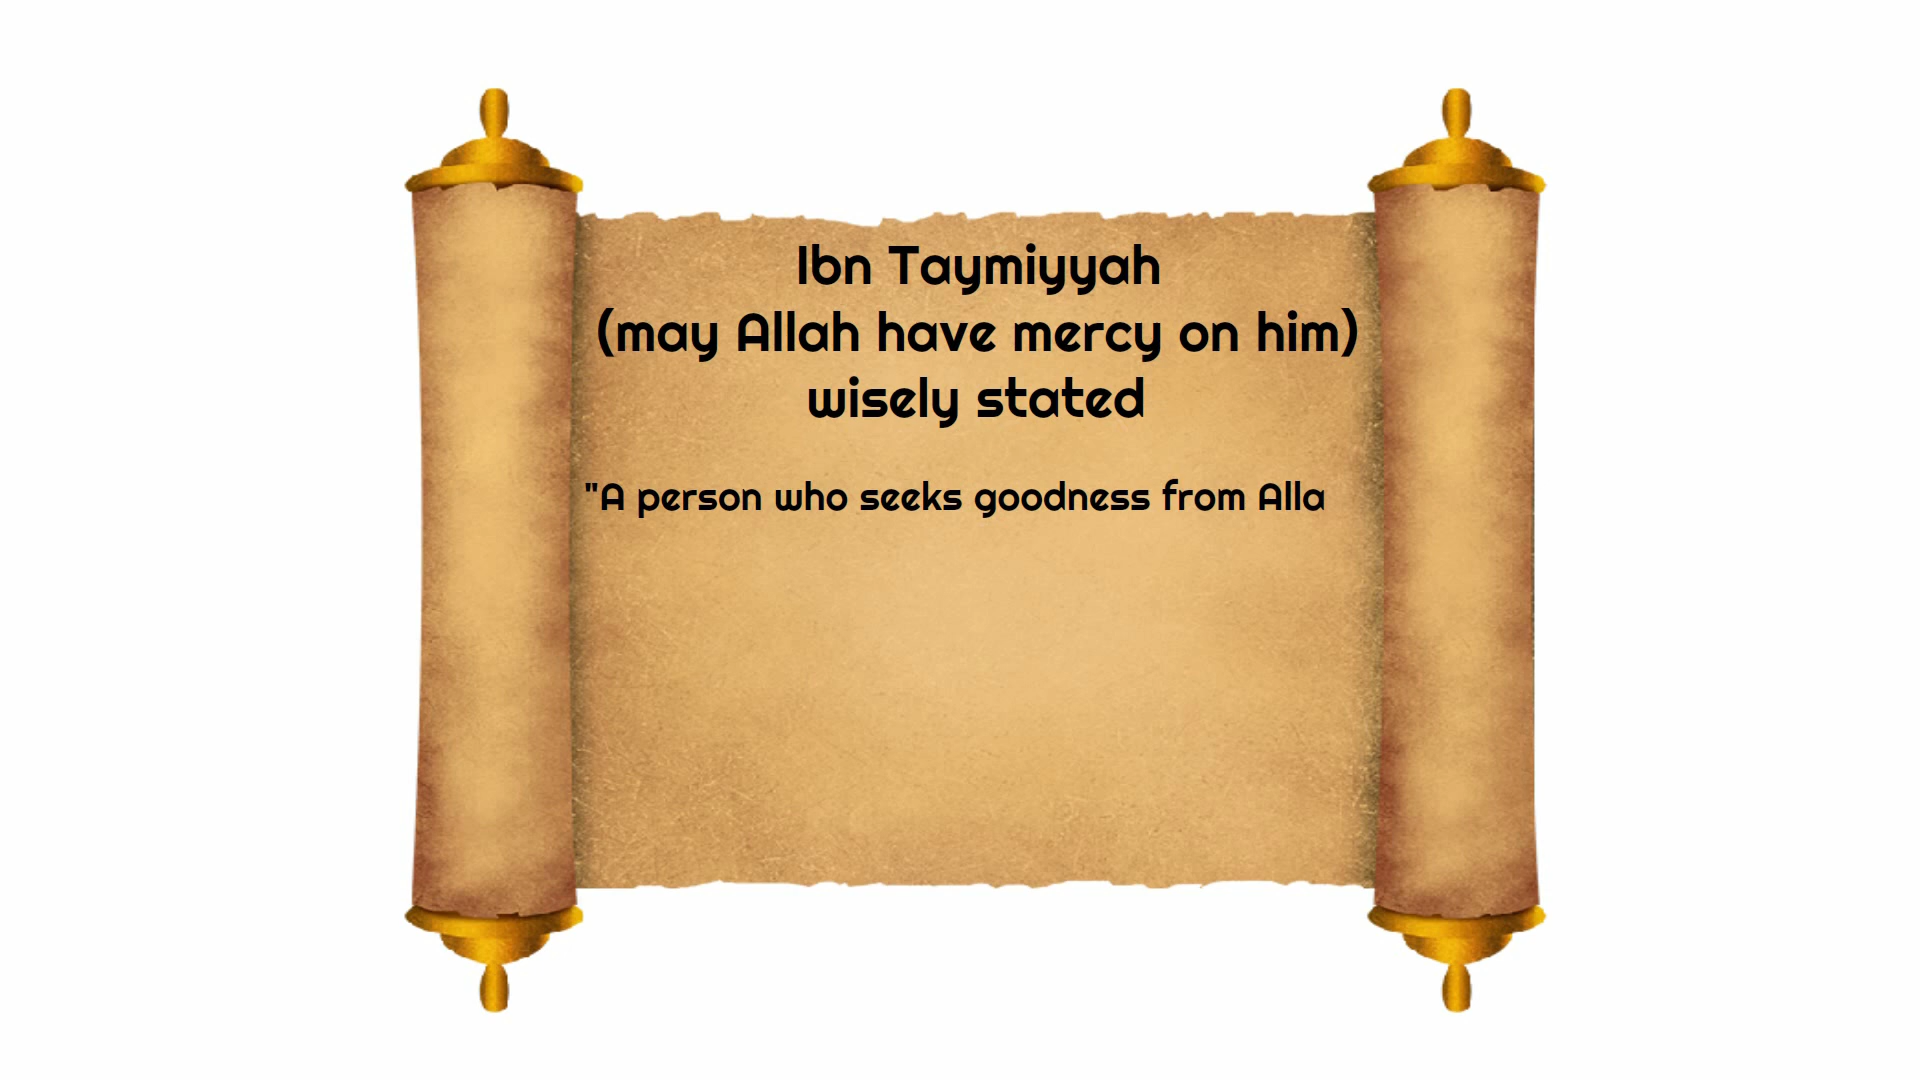 Ibn Taymiyyah
(may Allah have mercy on him)
wisely stated
"A person who seeks goodness from Alla